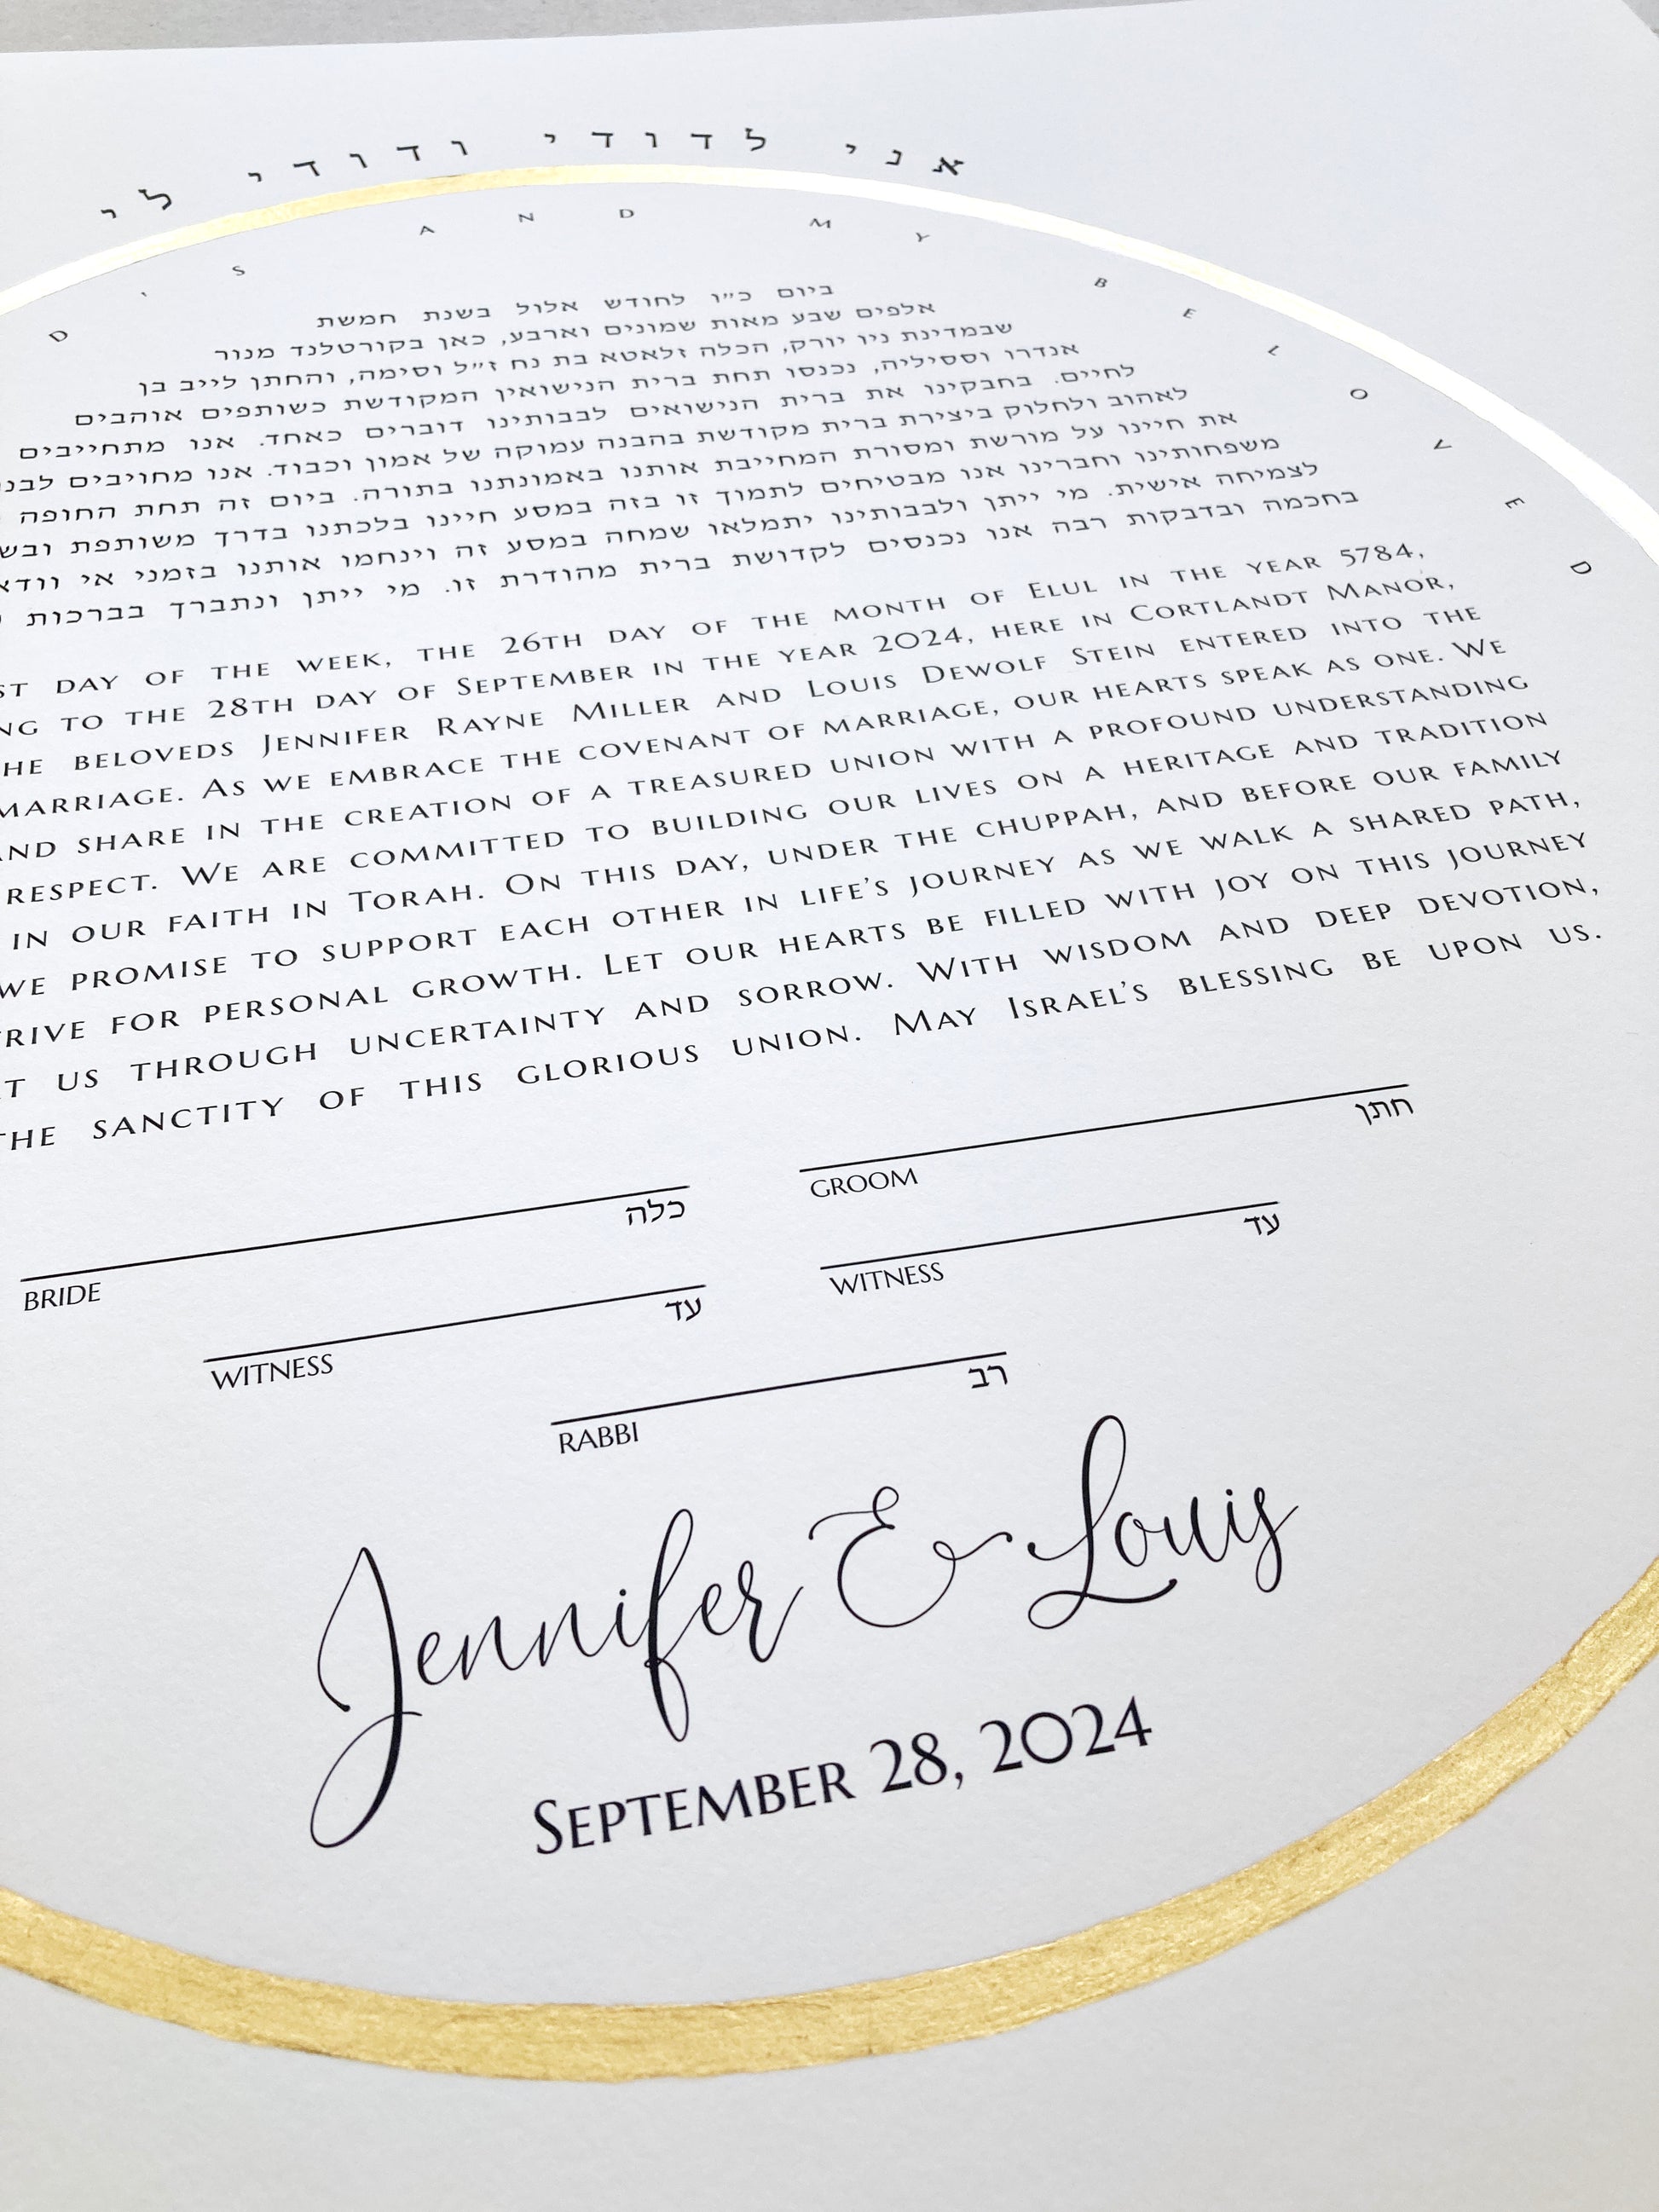 אני לדודי ודודי לי
D'S AND MY BELOVED
ביום כ״ו לחודש אלול בשנת חמשת
אלפים שבע מאות שמונים וארבע, כאן בקורטלנד מנור
שבמדינת ניו יורק, הכלה זלאטא בת נח ז״ל וסימה, והחתן לייב בן
אנדרו וססיליה, נכנסו תחת ברית הנישואין המקודשת כשותפים אוהבים
לחיים. בחבקינו את ברית הנישואים לבבותינו דוברים כאחד. אנו מתחייבים
לאהוב ולחלוק ביצירת ברית מקודשת בהבנה עמוקה של אמון וכבוד. אנו מחויבים
את חיינו על מורשת ומסורת המחייבת אותנו באמונתנו בתורה. ביום זה תחת החופה
משפחותינו וחברינו אנו מבטיחים לתמוך זו בזה במסע חיינו בלכתנו בדרך משותפת
לצמיחה אישית. מי ייתן ולבבותינו יתמלאו שמחה במסע זה וינחמו אותנו בזמני אי
בחכמה ובדבקות רבה אנו נכנסים לקדושת ברית מהודרת זו. מי ייתן ונתברך בברכות
ST DAY OF THE WEEK, THE 26TH DAY OF THE MONTH OF ELUL IN THE YEAR 5784,
NG TO THE 28TH DAY OF SEPTEMBER IN THE YEAR 2024, HERE IN CORTLANDT MANOR,
HE BELOVEDS JENNIFER RAYNE MILLER AND LOUIS DEWOLF STEIN ENTERED INTO THE
MARRIAGE. AS WE EMBRACE THE COVENANT OF MARRIAGE, OUR HEARTS SPEAK AS ONE. WE
AND SHARE IN THE CREATION OF A TREASURED UNION WITH A PROFOUND UNDERSTANDING
RESPECT. WE ARE COMMITTED TO BUILDING OUR LIVES ON A HERITAGE AND TRADITION
IN OUR FAITH IN TORAH. ON THIS DAY, UNDER THE CHUPPAH, AND BEFORE OUR FAMILY
WE PROMISE TO SUPPORT EACH OTHER IN LIFE'S JOURNEY AS WE WALK A SHARED PATH,
TRIVE FOR PERSONAL GROWTH. LET OUR HEARTS BE FILLED WITH JOY ON THIS JOURNEY
T US THROUGH UNCERTAINTY AND SORROW. WITH WISDOM AND DEEP DEVOTION,
THE SANCTITY OF THIS GLORIOUS UNION. MAY ISRAEL'S BLESSING BE UPON US.
BRIDE כלה
GROOM חתן
WITNESS עד
WITNESS עד
RABBI רב
Jennifer & Louis
SEPTEMBER 28, 2024